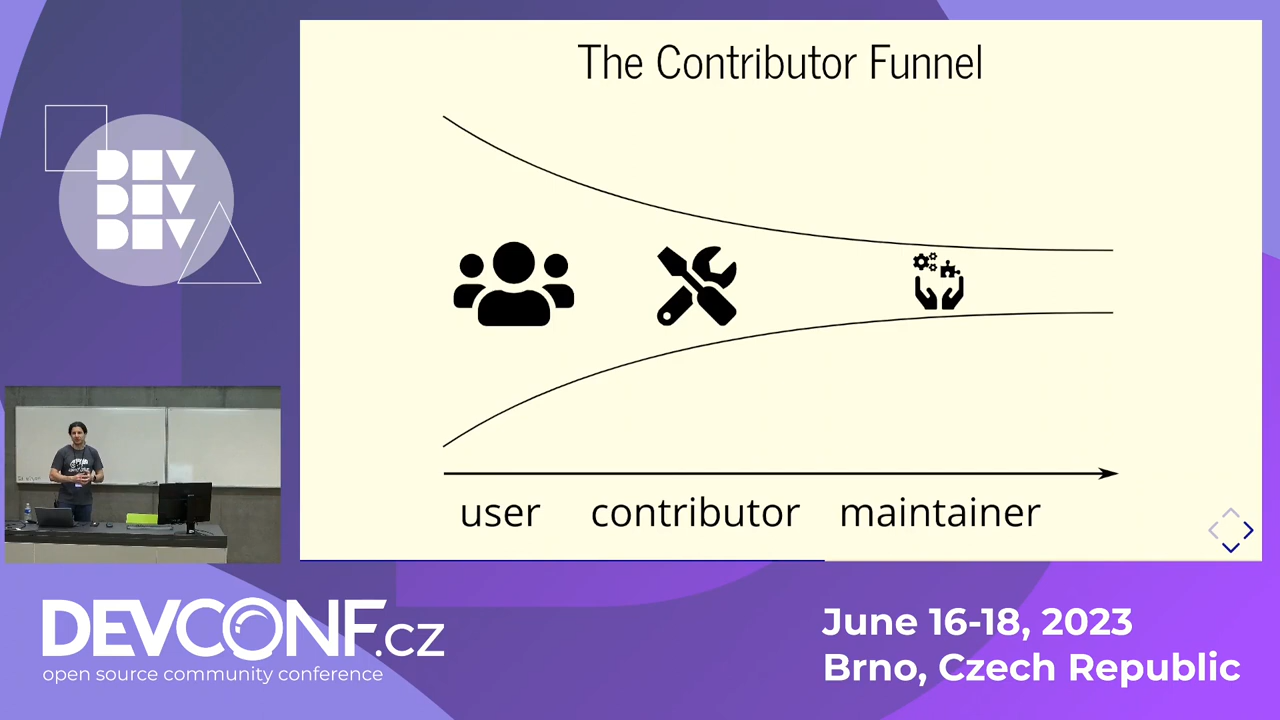 The Contributor Funnel
user contributor maintainer
DEV
DEV
DEV
DEVCONF.cz
open source community conference
June 16-18, 2023
Brno, Czech Republic